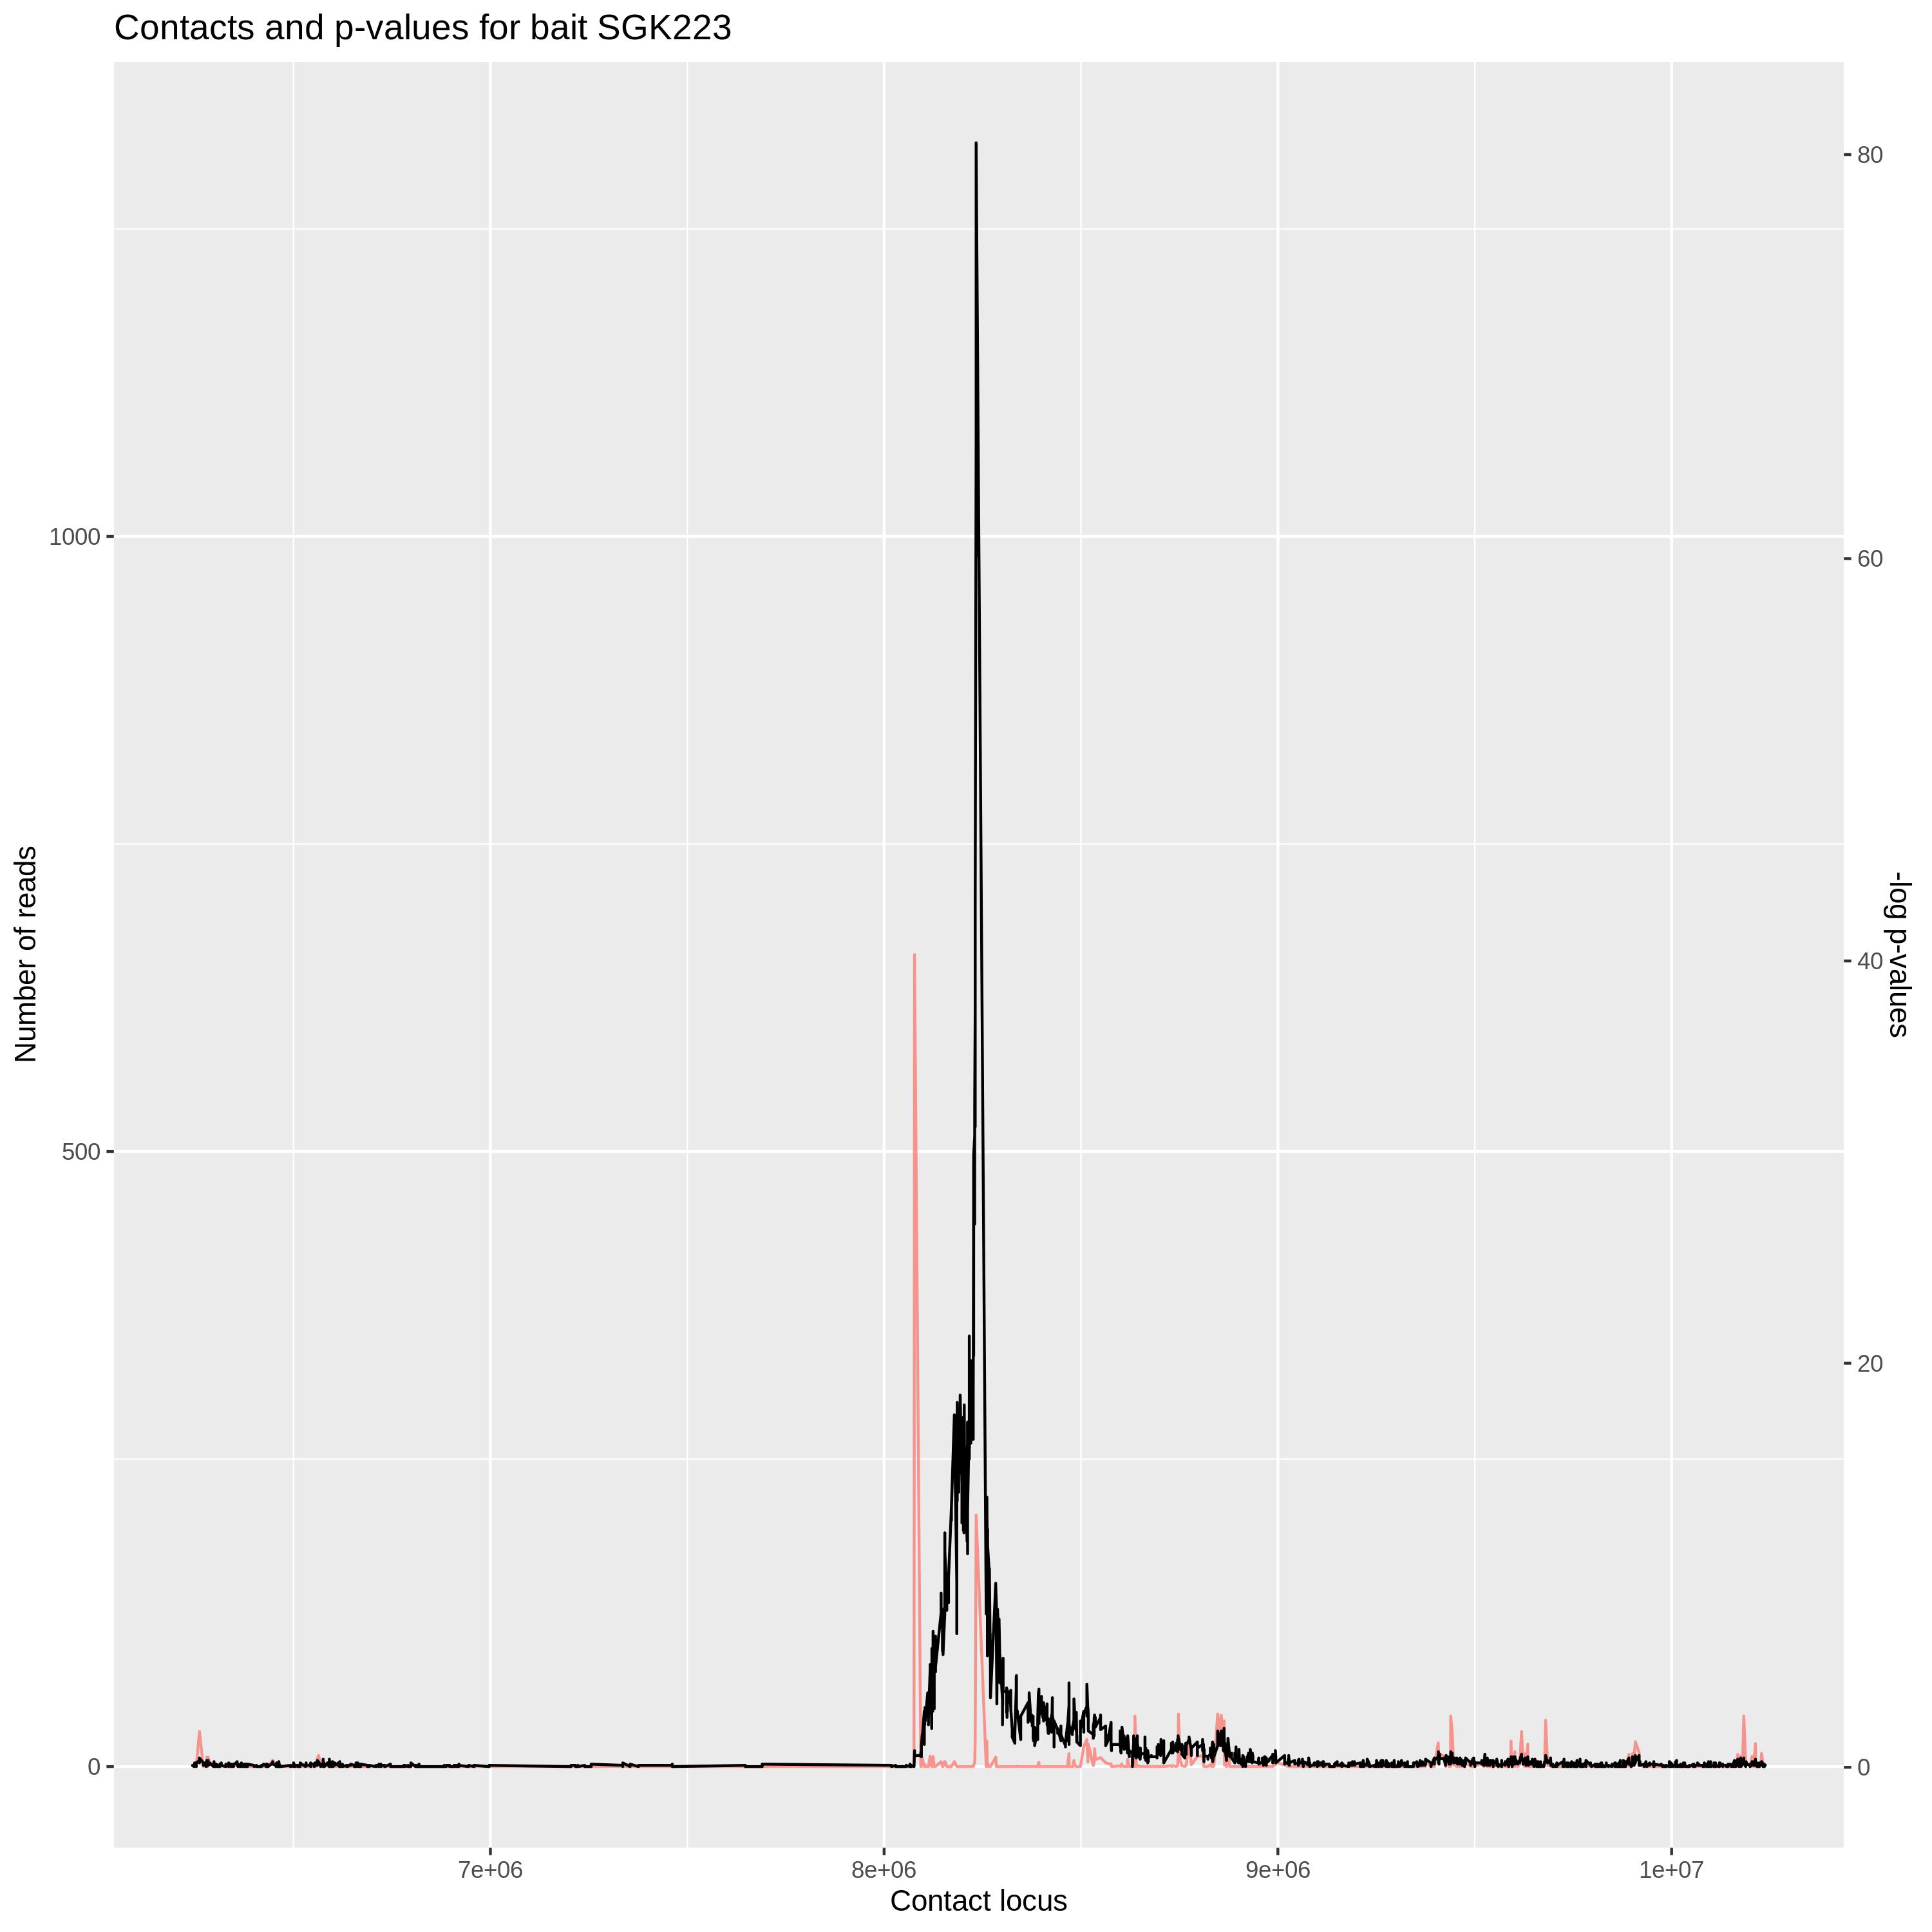 Contacts and p-values for bait SGK223
Number of reads
1000
500
0
80
60
40
20
0
-log p-values
7e+06
8e+06
9e+06
1e+07
Contact locus